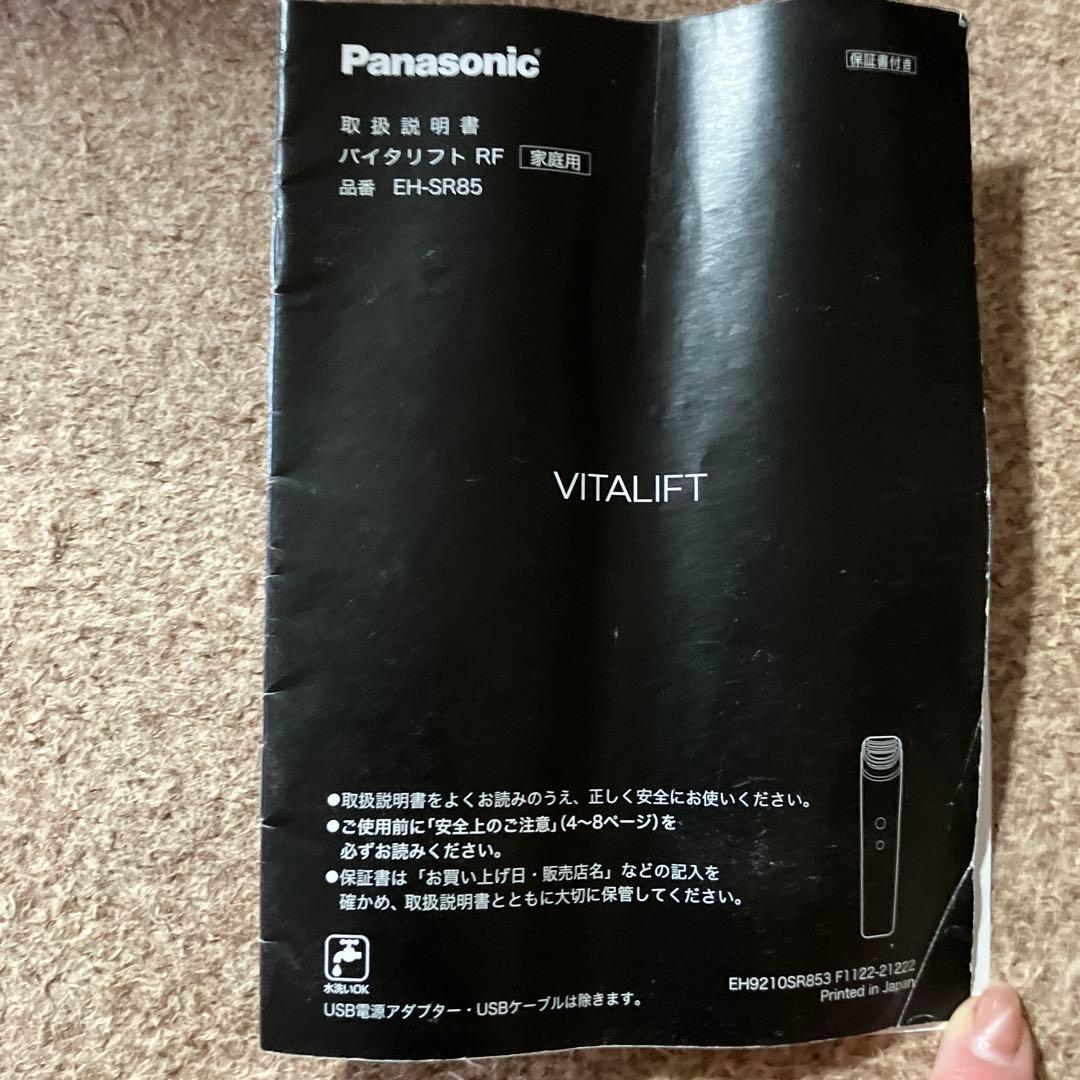 Panasonic
保証書付き
取扱説明書
バイタリフト RF 家庭用
品番 EH-SR85
VITALIFT
●取扱説明書をよくお読みのうえ、正しく安全にお使いください。
●ご使用前に「安全上のご注意」(4〜8ページ)を
必ずお読みください。
●保証書は「お買い上げ日・販売店名」などの記入を
確かめ、取扱説明書とともに大切に保管してください。
水洗いOK
USB電源アダプター・USBケーブルは除きます。
EH9210SR853 F1122-21222
Printed in Japan